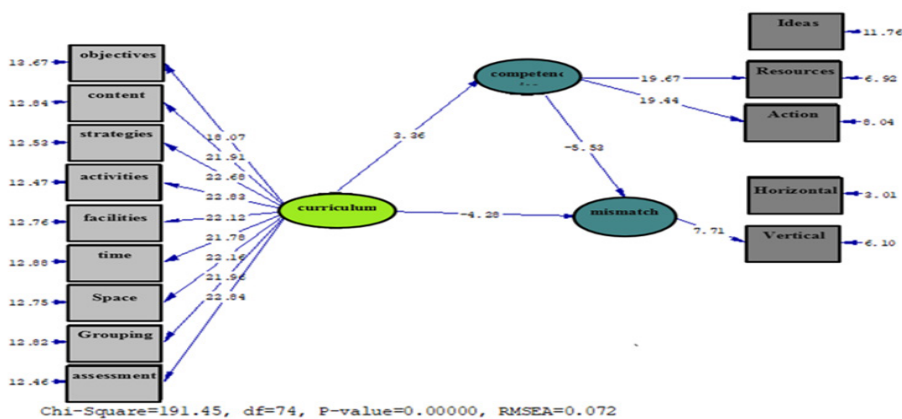 objectives
13.67
content
12.84
strategies
12.53
activities
12.47
facilities
12.76
time
12.88
Space
12.75
Grouping
12.82
assessment
12.46
18.07
21.91
22.68
22.83
22.12
21.78
22.16
21.96
22.84
curriculum
3.36
-4.28
competenc
-5.53
mismatch
19.67
19.44
7.71
Ideas
11.76
Resources
6.92
Action
8.04
Horizontal
3.01
Vertical
6.10
Chi-Square=191.45, df=74, P-value=0.00000, RMSEA=0.072